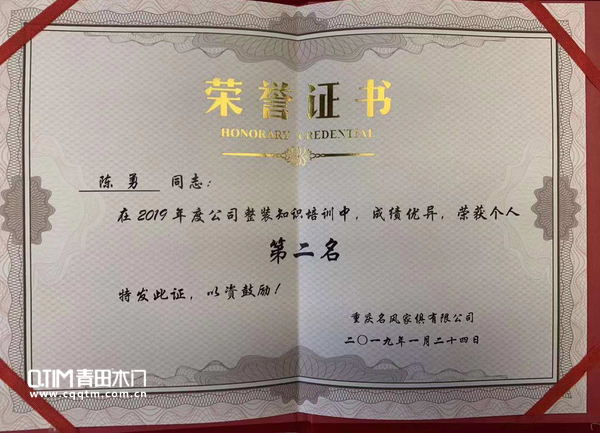 荣誉证书
HONORARY CREDENTIAL
陈勇 同志：
在2019年度公司整装知识培训中，成绩优异，荣获个人
第二名
特发此证，以资鼓励！
重庆名风家俱有限公司
二〇一九年一月二十四日
QTIM青田木门
www.cqqtm.com.cn